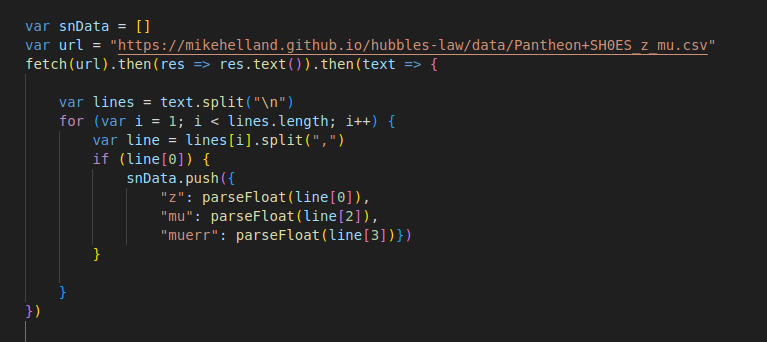 var snData = []
var url = "https://mikehelland.github.io/hubbles-law/data/Pantheon+SH0ES_z_mu.csv"
fetch(url).then(res => res.text()).then(text => {
var lines = text.split("\n")
for (var i = 1; i < lines.length; i++) {
var line = lines[i].split(",")
if (line[0]) {
snData.push({
"z": parseFloat(line[0]),
"mu": parseFloat(line[2]),
"muerr": parseFloat(line[3])})
}
}
})